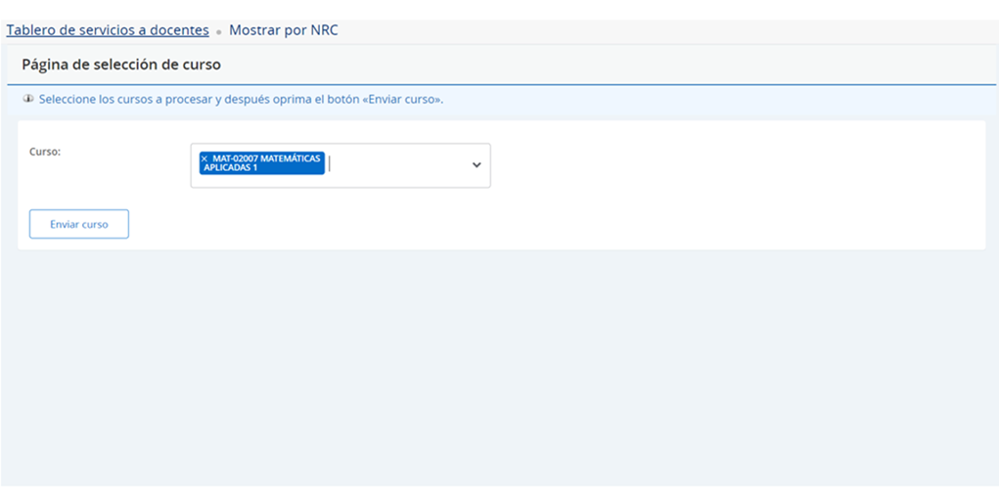 Tablero de servicios a docentes • Mostrar por NRC
Página de selección de curso
Seleccione los cursos a procesar y después oprima el botón «Enviar curso».
Curso:
× MAT-02007 MATEMÁTICAS
APLICADAS 1
Enviar curso